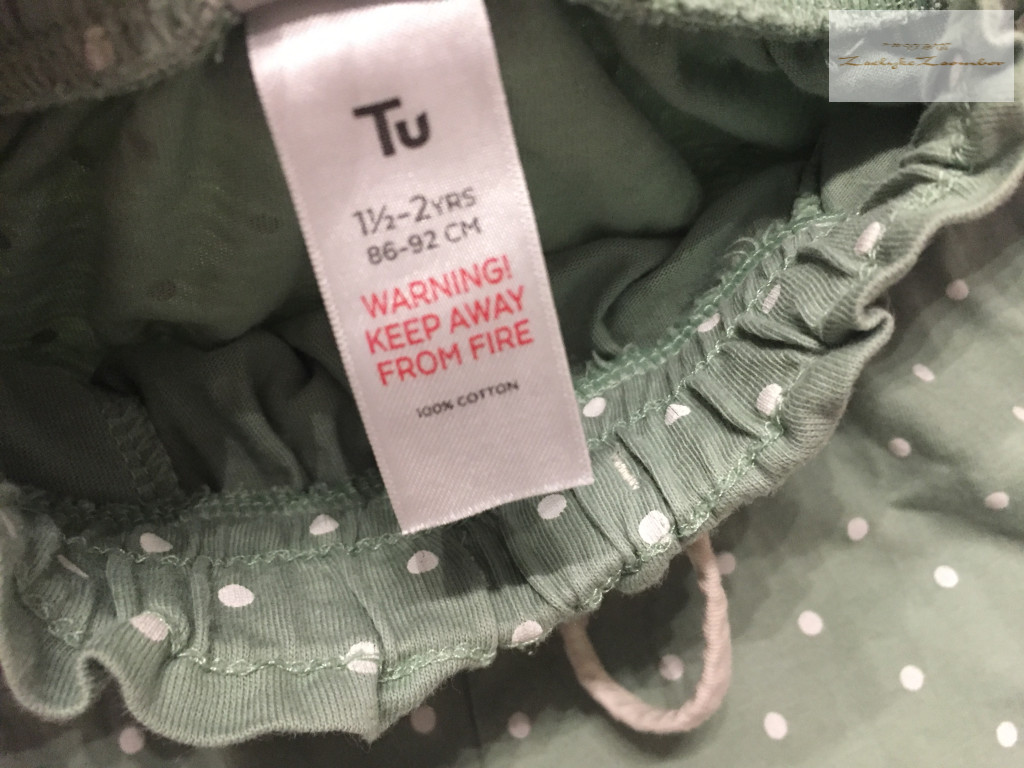 Tu
1½-2YRS
86-92 CM
WARNING!
KEEP AWAY
FROM FIRE
100% COTTON